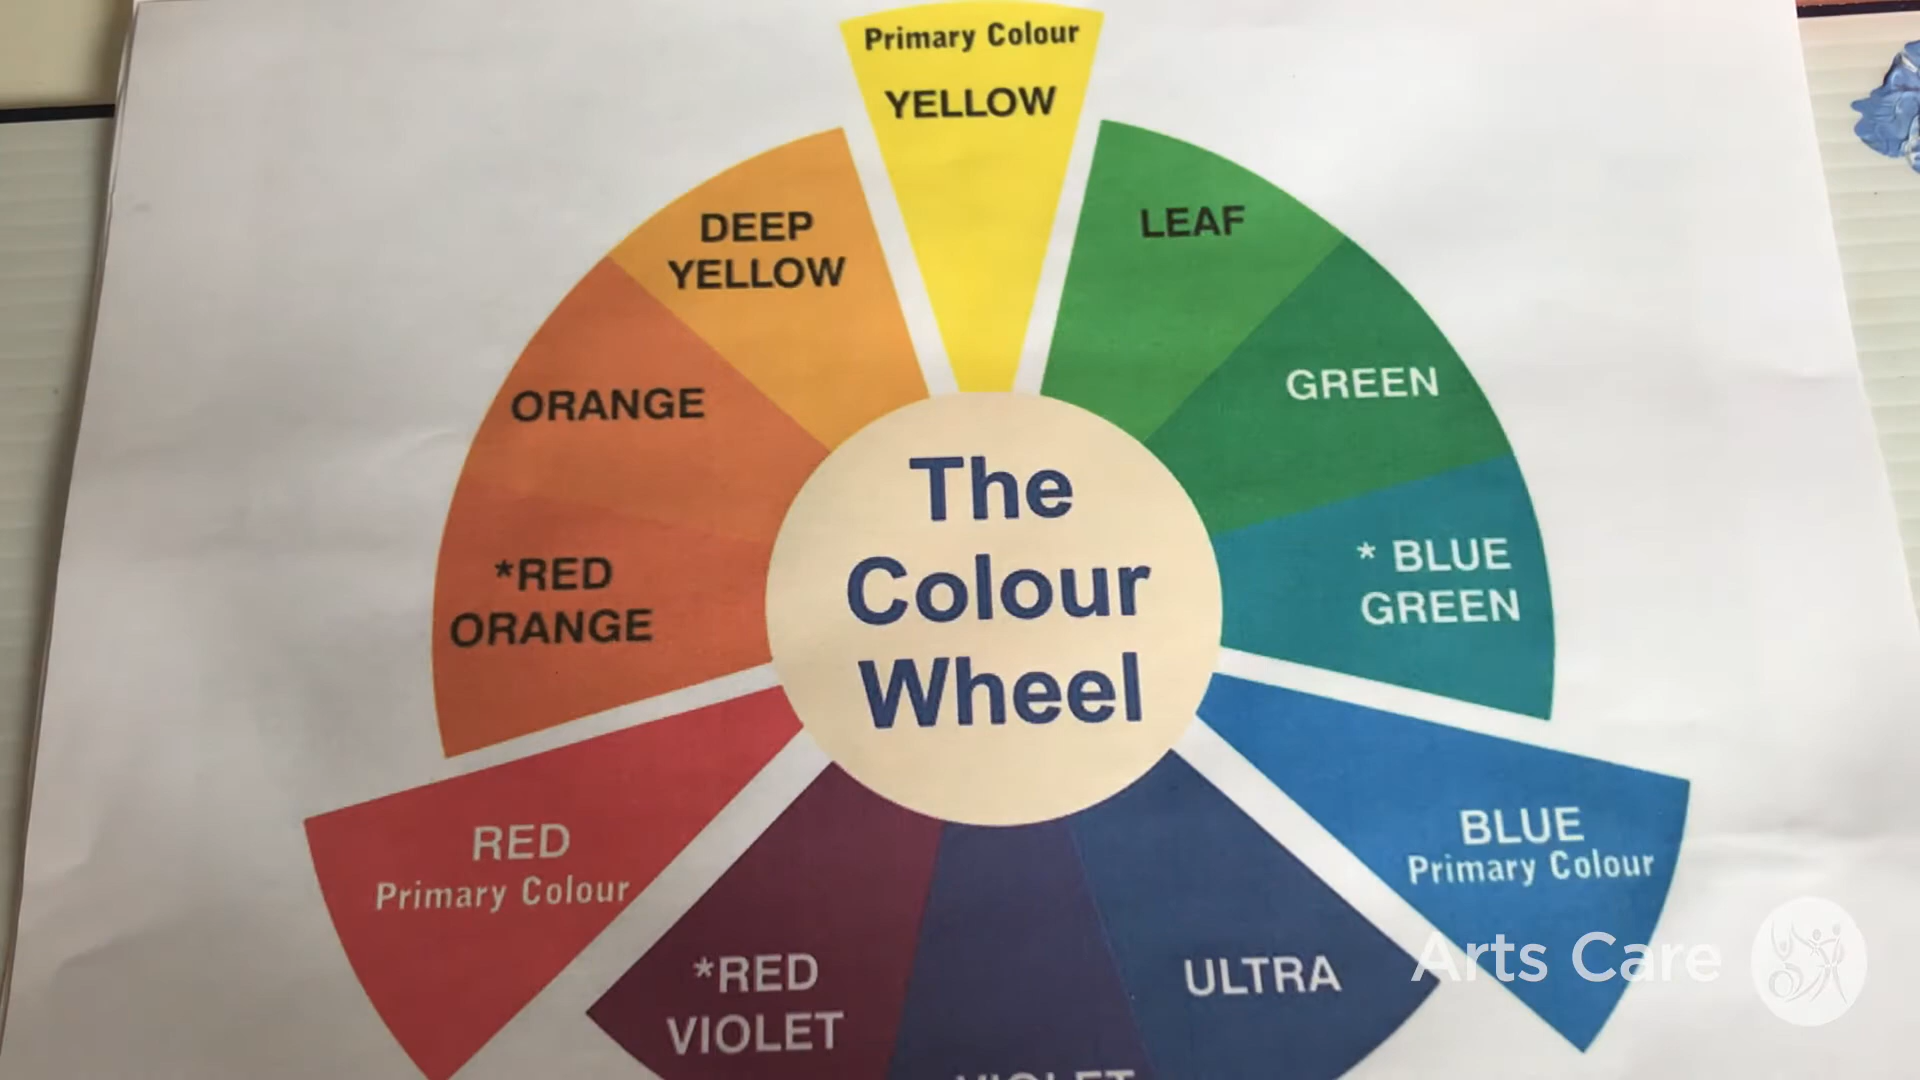 Primary Colour
YELLOW
DEEP
YELLOW
LEAF
ORANGE
GREEN
*RED
ORANGE
* BLUE
GREEN
The
Colour
Wheel
RED
Primary Colour
BLUE
Primary Colour
*RED
VIOLET
VIOLET
ULTRA
Arts Care